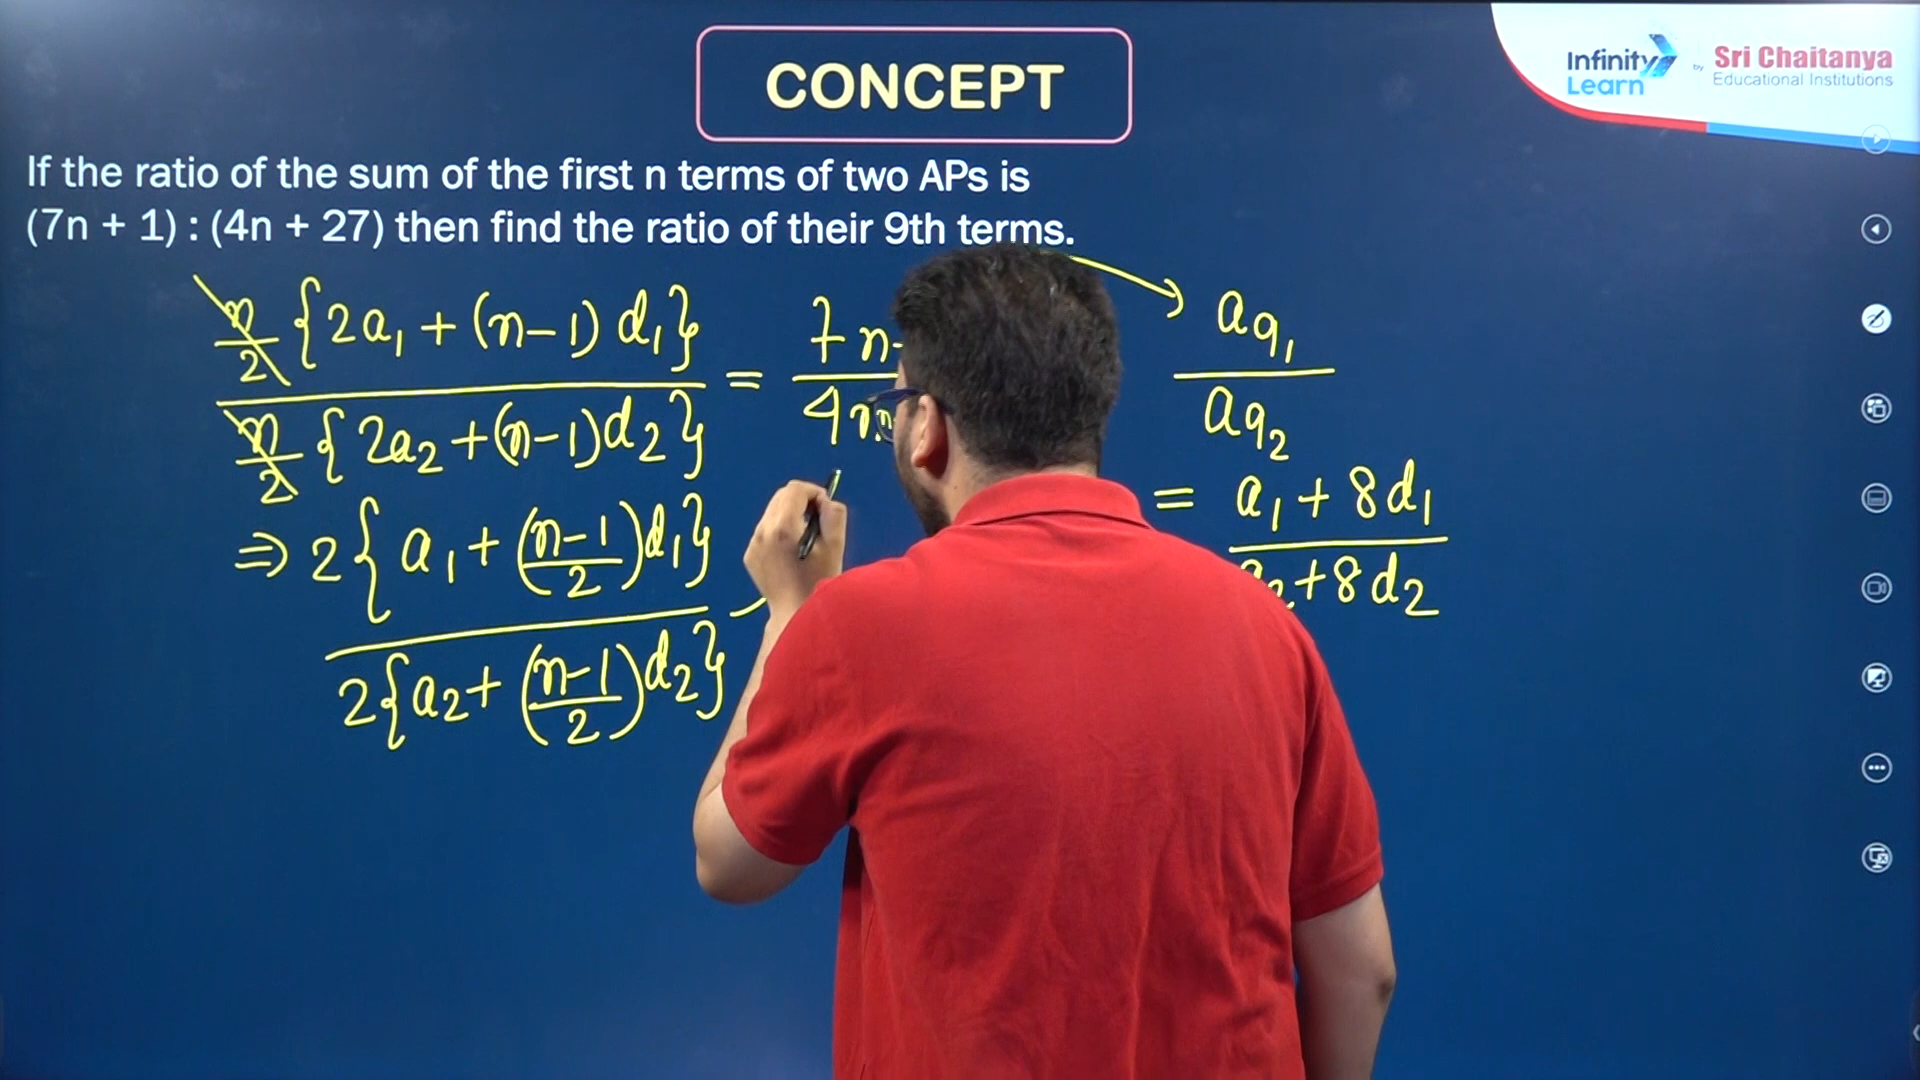 CONCEPT
Infinity Learn by Sri Chaitanya Educational Institutions
If the ratio of the sum of the first n terms of two APs is
(7n + 1) : (4n + 27) then find the ratio of their 9th terms.
n/2 {2a₁ + (n-1) d₁} / n/2 {2a₂ + (n-1)d₂} = 7n / 4n
a9₁ / a9₂
= a₁ + 8d₁ / a₂ + 8d₂
⇒ 2{a₁ + (n-1/2)d₁} / 2{a₂ + (n-1/2)d₂}